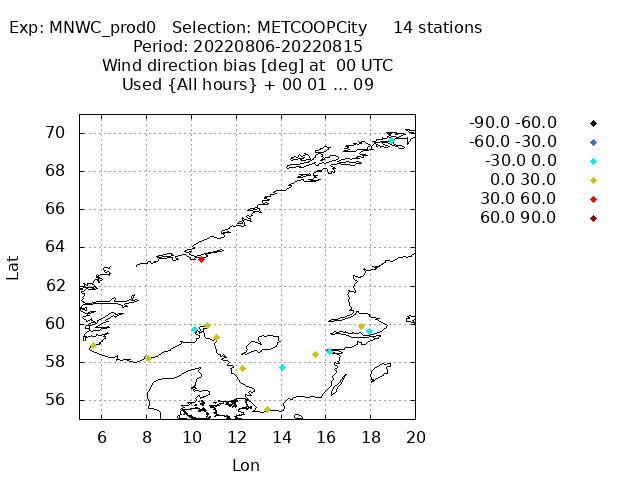 Exp: MNWC_prod0 Selection: METCOOPCity 14 stations
Period: 20220806-20220815
Wind direction bias [deg] at 00 UTC
Used {All hours} + 00 01 ... 09
-90.0 -60.0
-60.0 -30.0
-30.0 0.0
0.0 30.0
30.0 60.0
60.0 90.0
70
68
66
64
62
60
58
56
Lat
6 8 10 12 14 16 18 20
Lon